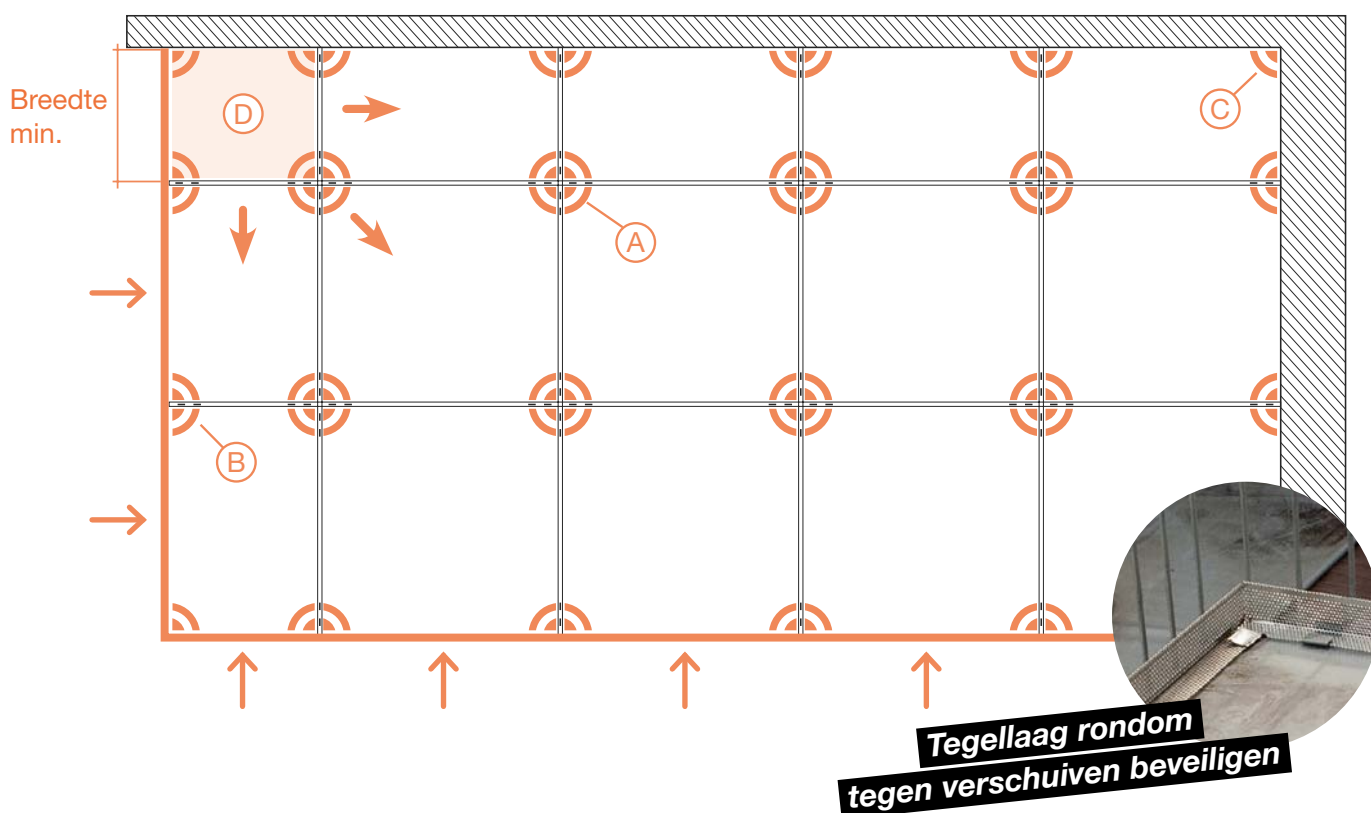 Breedte
min.
D
C
A
B
Tegellaag rondom
tegen verschuiven beveiligen